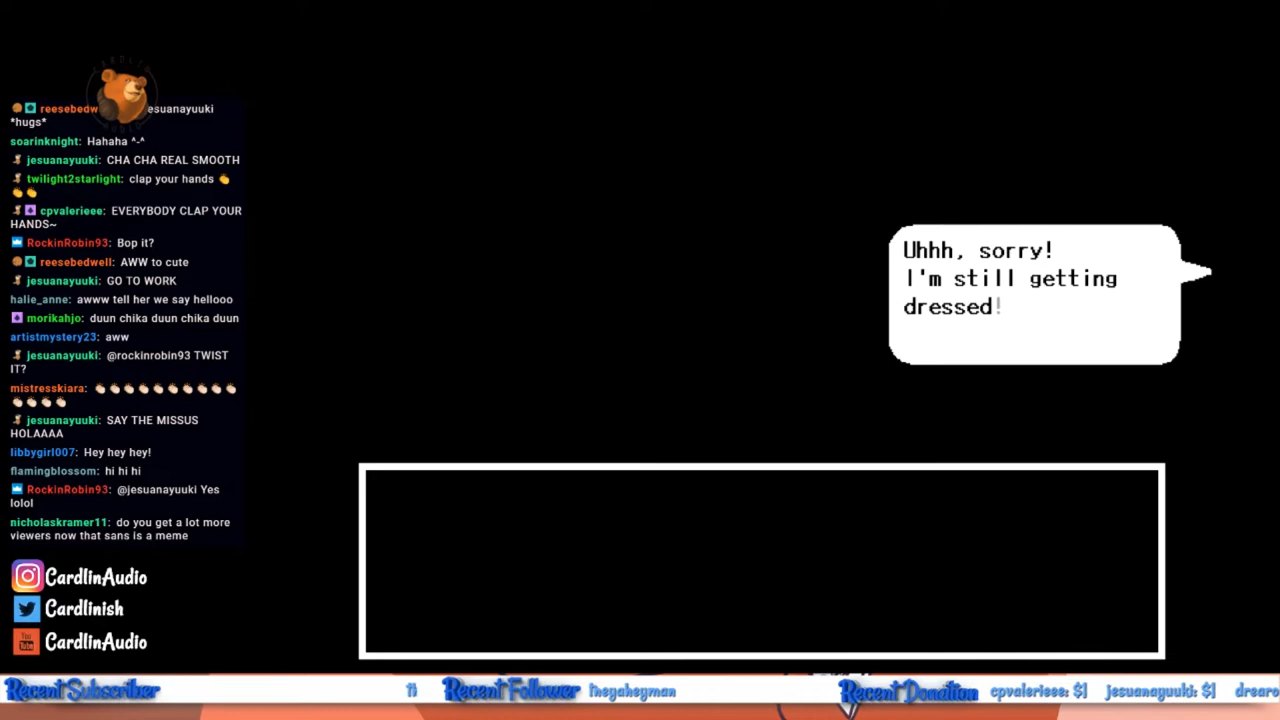 reesebedw
esuanayuuki
*hugs*
soarinknight: Hahaha ^-^
jesuanayuuki: CHA CHA REAL SMOOTH
twilight2starlight: clap your hands 👏
👏👏
cpvalerieee: EVERYBODY CLAP YOUR
HANDS~
RockinRobin93: Bop it?
reesebedwell: AWW to cute
jesuanayuuki: GO TO WORK
halie_anne: awww tell her we say hellooo
morikahjo: duun chika duun chika duun
artistmystery23: aww
jesuanayuuki: @rockinrobin93 TWIST
IT?
mistresskiara: 👏🏻👏🏻👏🏻👏🏻👏🏻👏🏻👏🏻👏🏻👏🏻👏🏻
👏🏻👏🏻👏🏻👏🏻
jesuanayuuki: SAY THE MISSUS
HOLAAAA
libbygirl007: Hey hey hey!
flamingblossom: hi hi hi
RockinRobin93: @jesuanayuuki Yes
lolol
nicholaskramer11: do you get a lot more
viewers now that sans is a meme
Uhhh, sorry!
I'm still getting
dressed!
CardlinAudio
Cardlinish
You Tube CardlinAudio
Recent Subscriber
Recent Follower
theyaheyman
Recent Donation
cpvalerieee: $1
jesuanayuuki: $1
drearo